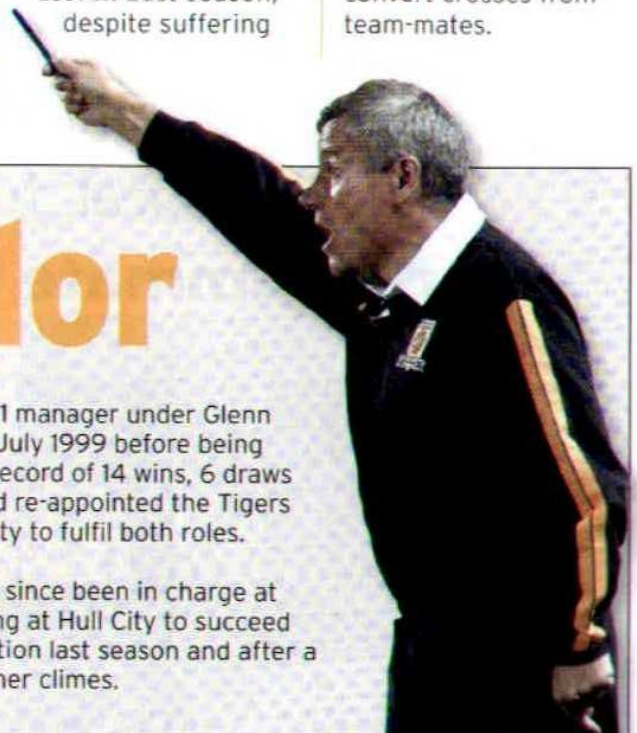 despite suffering
team-mates.
lor
1 manager under Glenn
July 1999 before being
ecord of 14 wins, 6 draws
d re-appointed the Tigers
ty to fulfil both roles.
since been in charge at
ng at Hull City to succeed
tion last season and after a
ner climes.